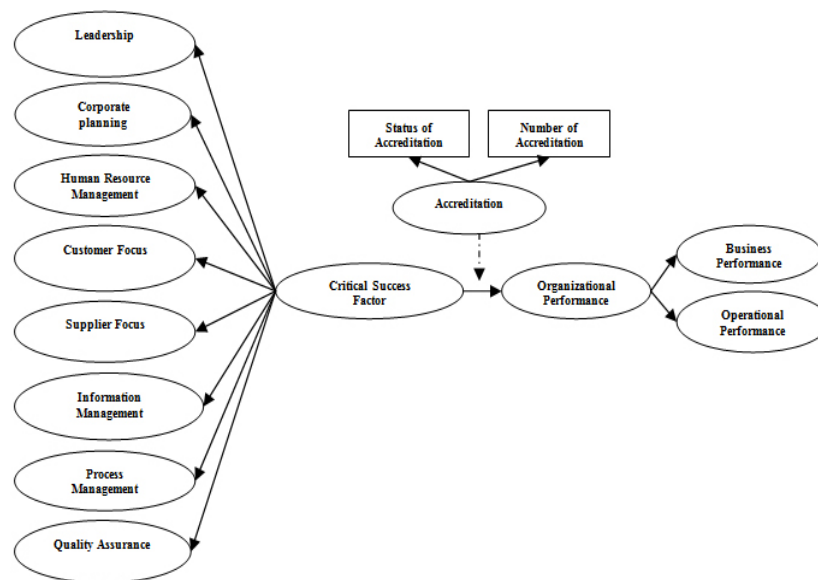 Leadership
Corporate
planning
Human Resource
Management
Customer Focus
Supplier Focus
Information
Management
Process
Management
Quality Assurance
Status of
Accreditation
Number of
Accreditation
Accreditation
Critical Success
Factor
Organizational
Performance
Business
Performance
Operational
Performance